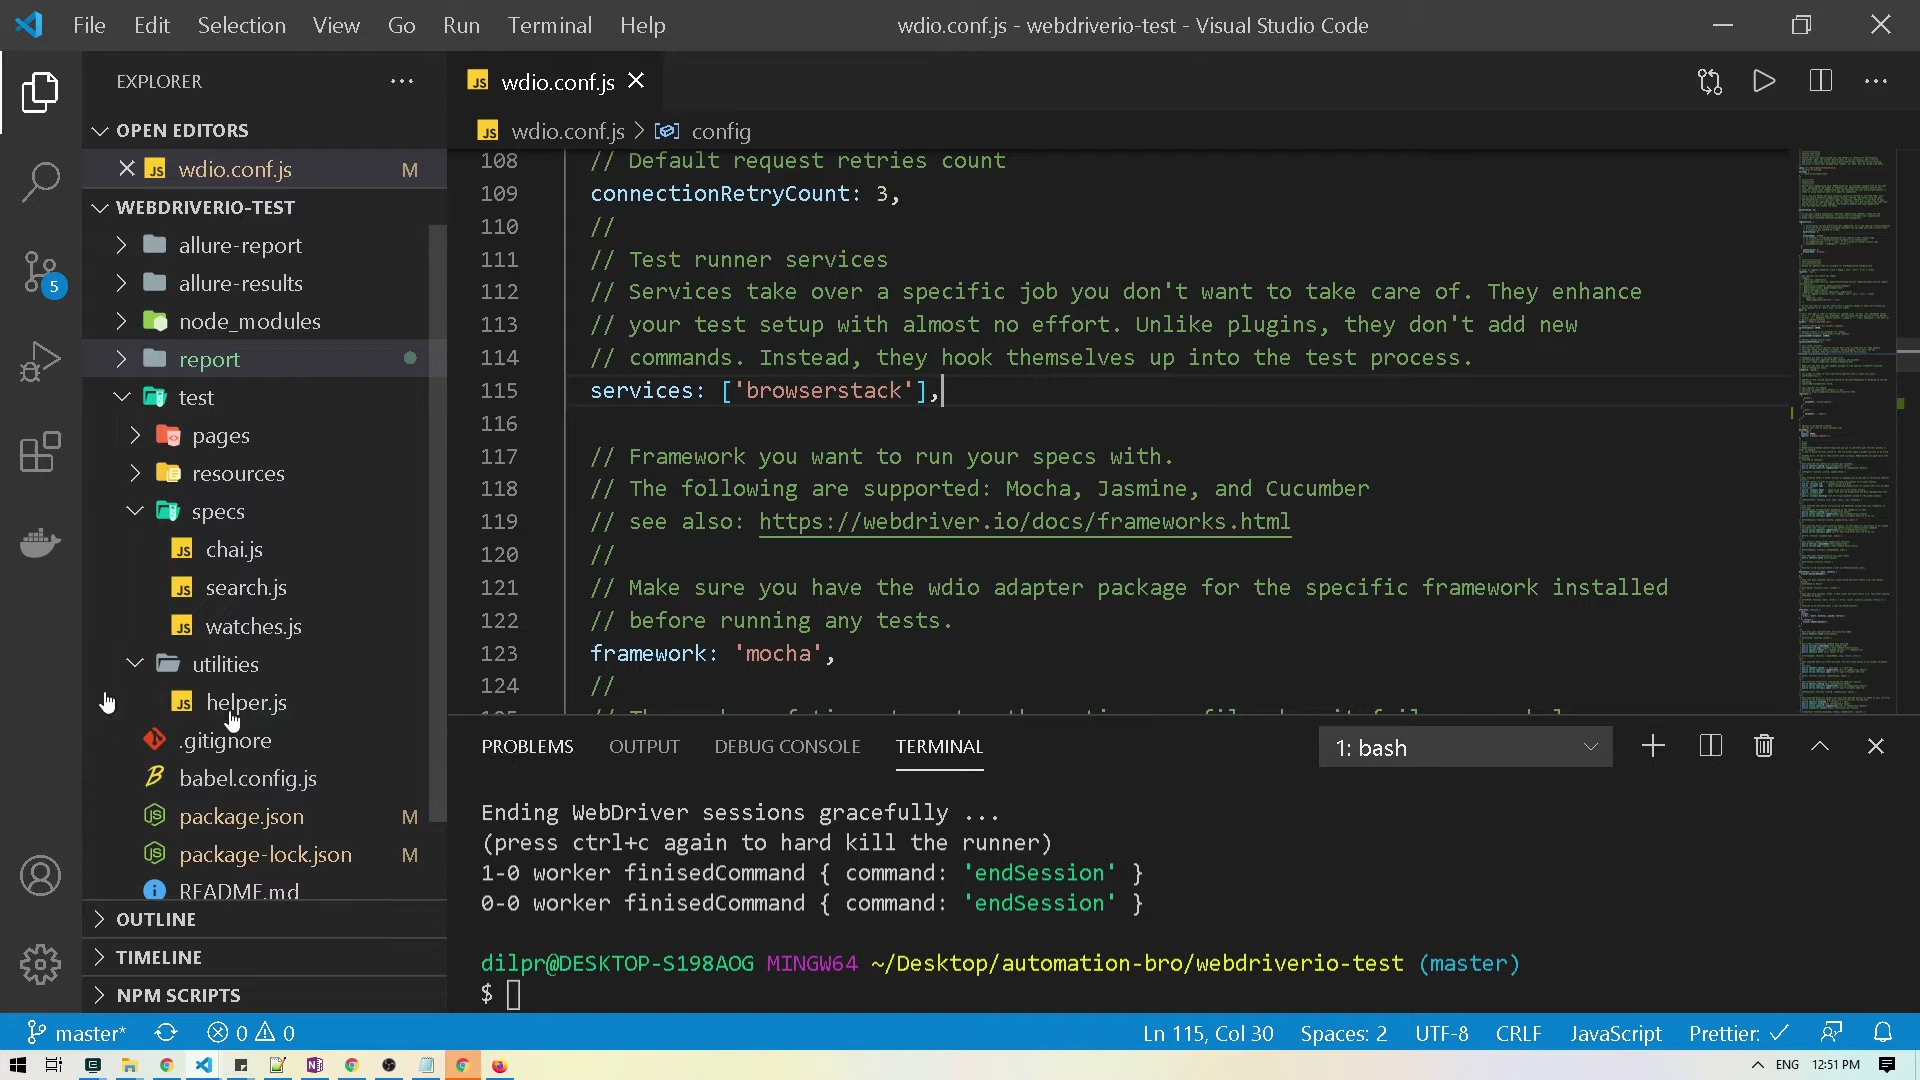 File Edit Selection View Go Run Terminal Help
wdio.conf.js - webdriverio-test - Visual Studio Code
EXPLORER
OPEN EDITORS
wdio.conf.js M
WEBDRIVERIO-TEST
allure-report
allure-results
node_modules
report
test
pages
resources
specs
chai.js
search.js
watches.js
utilities
helper.js
.gitignore
babel.config.js
package.json M
package-lock.json M
README.md
OUTLINE
TIMELINE
NPM SCRIPTS
5
JS wdio.conf.js
JS wdio.conf.js > config
108 // Default request retries count
109 connectionRetryCount: 3,
110 //
111 // Test runner services
112 // Services take over a specific job you don't want to take care of. They enhance
113 // your test setup with almost no effort. Unlike plugins, they don't add new
114 // commands. Instead, they hook themselves up into the test process.
115 services: ['browserstack'],
116
117 // Framework you want to run your specs with.
118 // The following are supported: Mocha, Jasmine, and Cucumber
119 // see also: https://webdriver.io/docs/frameworks.html
120 //
121 // Make sure you have the wdio adapter package for the specific framework installed
122 // before running any tests.
123 framework: 'mocha',
124 //
PROBLEMS OUTPUT DEBUG CONSOLE TERMINAL
1: bash
Ending WebDriver sessions gracefully ...
(press ctrl+c again to hard kill the runner)
1-0 worker finisedCommand { command: 'endSession' }
0-0 worker finisedCommand { command: 'endSession' }
dilpr@DESKTOP-S198AOG MINGW64 ~/Desktop/automation-bro/webdriverio-test (master)
$
master* 0 0 Ln 115, Col 30 Spaces: 2 UTF-8 CRLF JavaScript Prettier: ✓
ENG 12:51 PM